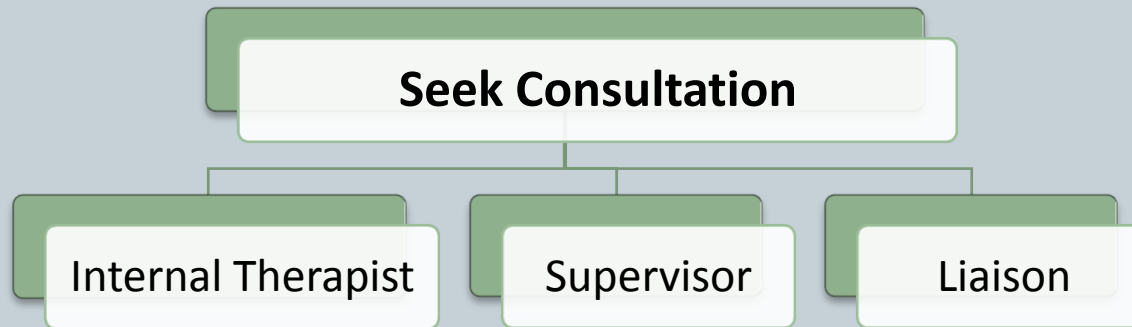 Seek Consultation
Internal Therapist
Supervisor
Liaison